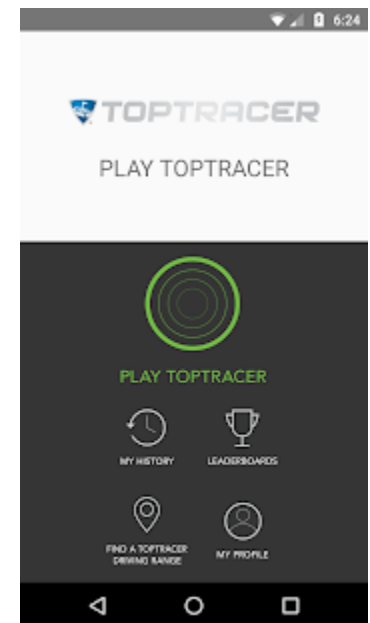 6:24
TOPTRACER
PLAY TOPTRACER
PLAY TOPTRACER
MY HISTORY
LEADERBOARDS
FIND A TOPTRACER
DRIVING RANGE
MY PROFILE